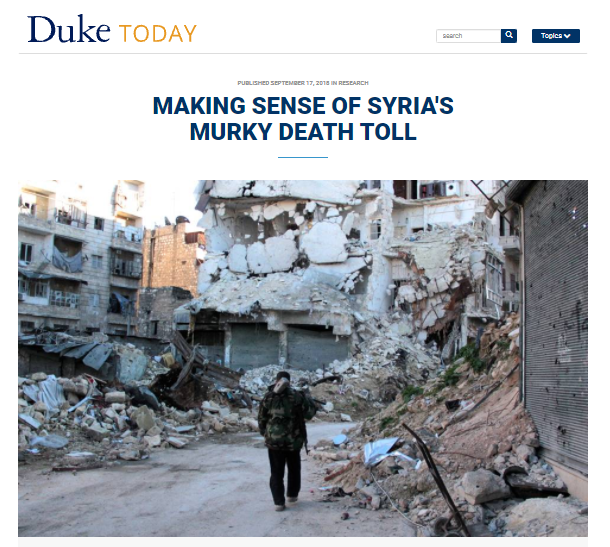 Duke TODAY
search
Topics
PUBLISHED SEPTEMBER 17, 2018 IN RESEARCH
MAKING SENSE OF SYRIA'S
MURKY DEATH TOLL